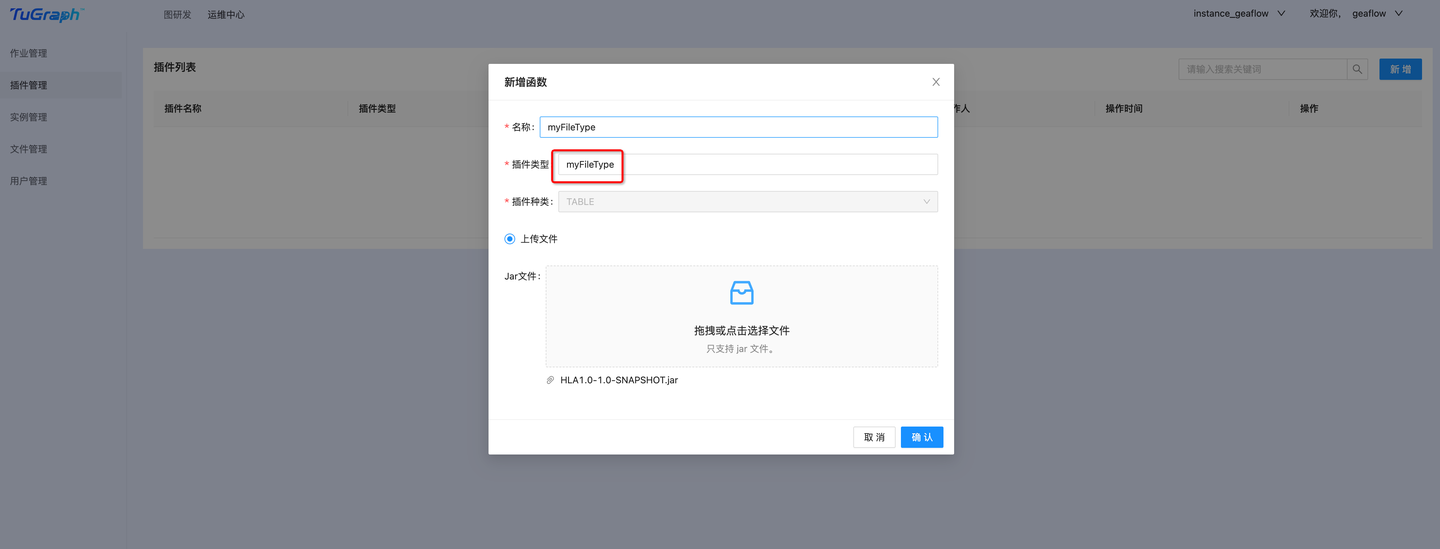 TuGraph 图研发 运维中心 instance_geaflow 欢迎你, geaflow
作业管理
插件管理
实例管理
文件管理
用户管理
插件列表 请输入搜索关键词 新 增
插件名称 插件类型 作人 操作时间 操作
新增函数
* 名称: myFileType
* 插件类型 myFileType
* 插件种类: TABLE
上传文件
Jar文件:
拖拽或点击选择文件
只支持 jar 文件。
HLA1.0-1.0-SNAPSHOT.jar
取 消 确 认